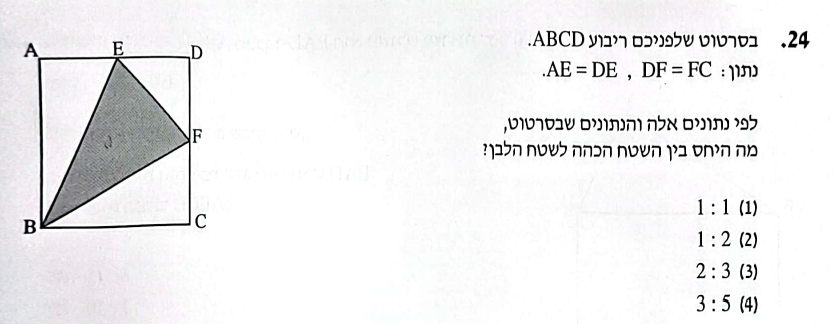 24. בסרטוט שלפניכם ריבוע ABCD.
נתון: AE = DE , DF = FC.
לפי נתונים אלה והנתונים שבסרטוט,
מה היחס בין השטח הכהה לשטח הלבן?
(1) 1 : 1
(2) 1 : 2
(3) 2 : 3
(4) 3 : 5
A E D
F
B C